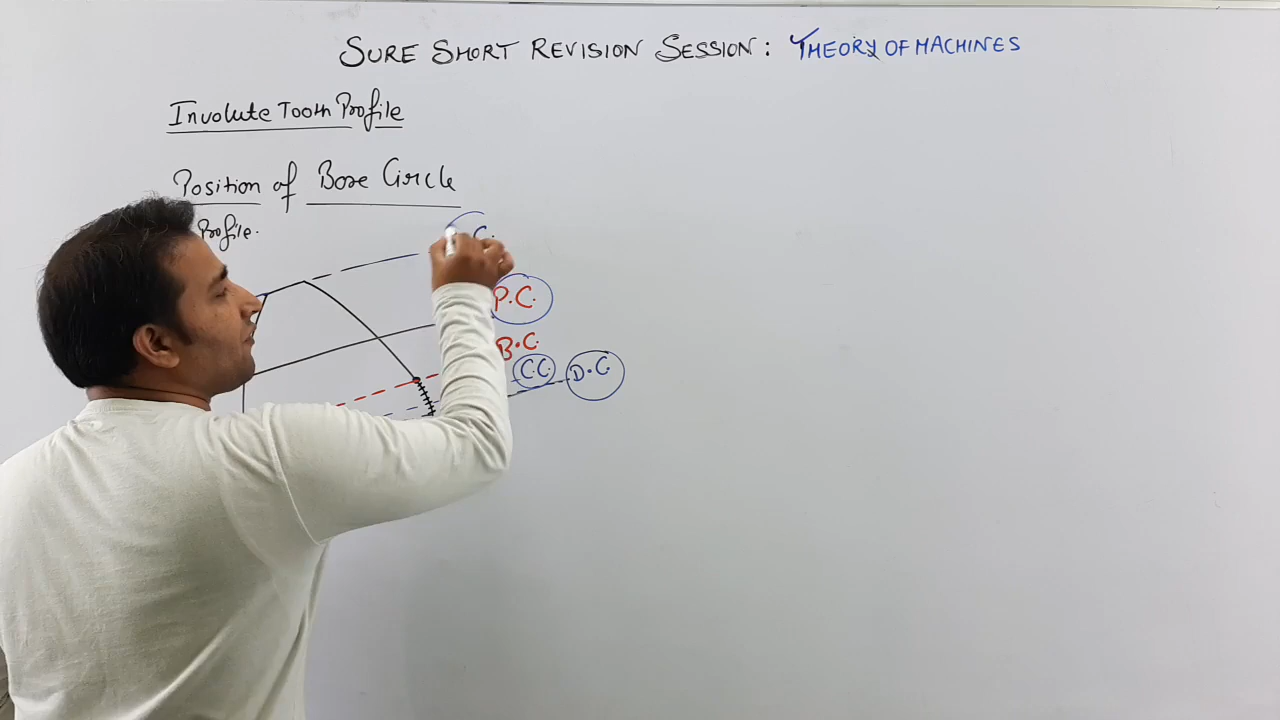 SURE SHORT REVISION SESSION: THEORY OF MACHINES
Involute Tooth Profile
Position of Base Circle
Profile.
C.
P.C.
B.C.
C.C.
D.C.